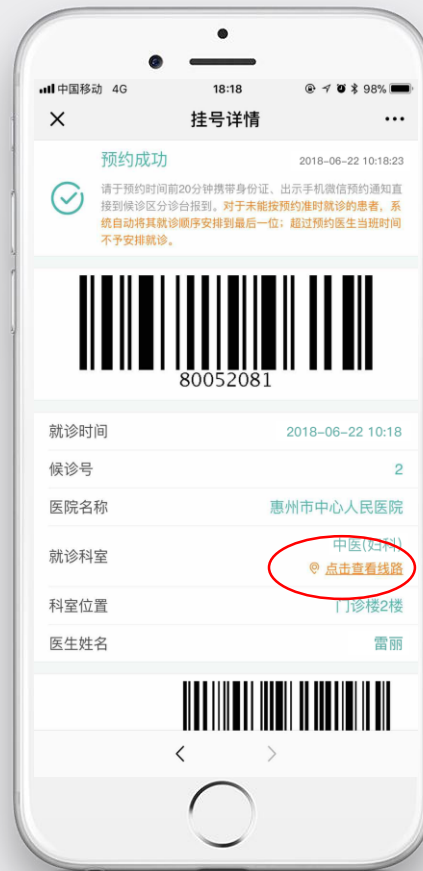 中国移动 4G 18:18 98%
挂号详情
预约成功 2018-06-22 10:18:23
请于预约时间前20分钟携带身份证、出示手机微信预约通知直
接到候诊区分诊台报到。对于未能按预约准时就诊的患者，系
统自动将其就诊顺序安排到最后一位；超过预约医生当班时间
不予安排就诊。
80052081
就诊时间 2018-06-22 10:18
候诊号 2
医院名称 惠州市中心人民医院
就诊科室 中医(妇科)
点击查看线路
科室位置 门诊楼2楼
医生姓名 雷丽